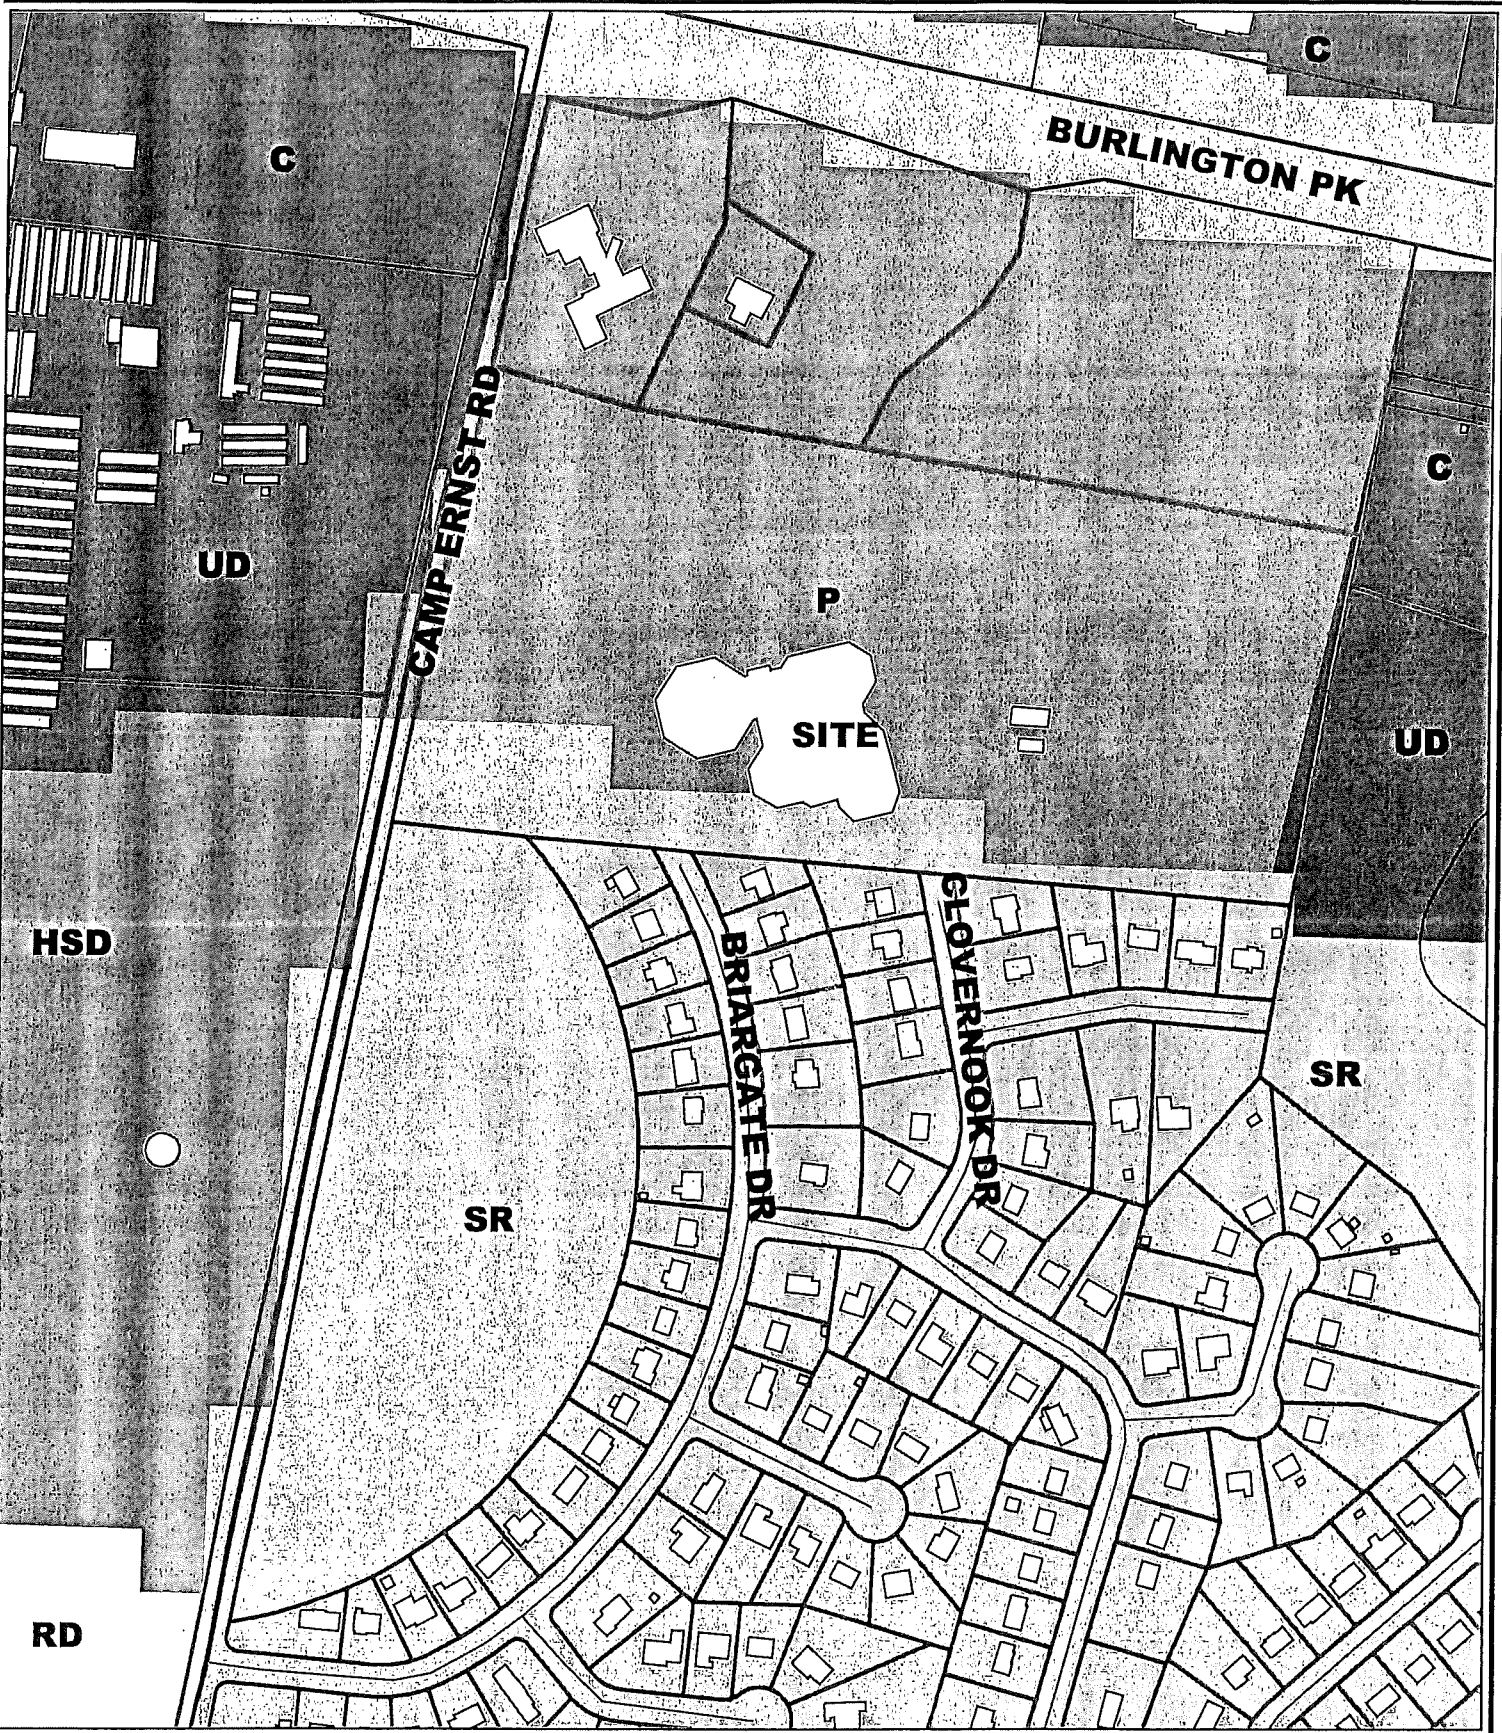 C
BURLINGTON PK
C
CAMP ERNST RD
C
UD
P
SITE
UD
HSD
BRIARGATE DR
CLOVERNOOK DR
SR
SR
RD